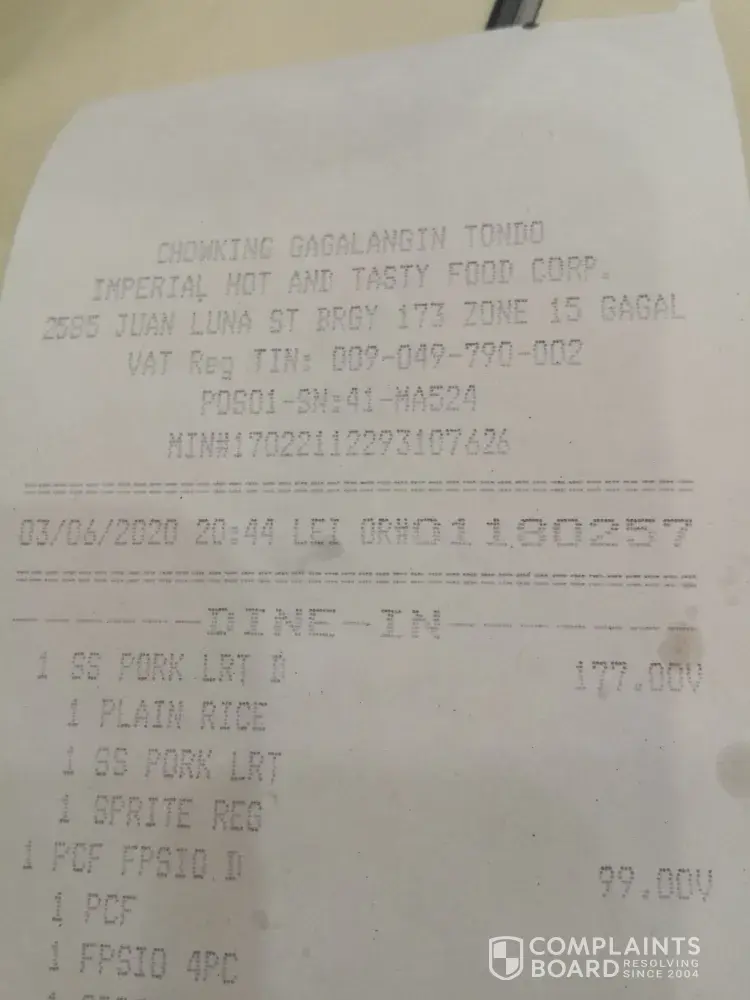 CHOWKING GAGALANGIN TONDO
IMPERIAL HOT AND TASTY FOOD CORP.
2585 JUAN LUNA ST BRGY 173 ZONE 15 GAGAL
VAT Reg TIN: 009-049-790-002
POS01-SN:41-MA524
MIN#170221122293107626
03/06/2020 20:44 LEI OR#01180257
DINE-IN
1 SS PORK LRT D 177.00V
1 PLAIN RICE
1 SS PORK LRT
1 SPRITE REG
1 PCF FPSIO D 99.00V
1 PCF
1 FPSIO 4PC
COMPLAINTS
BOARD RESOLVING SINCE 2004